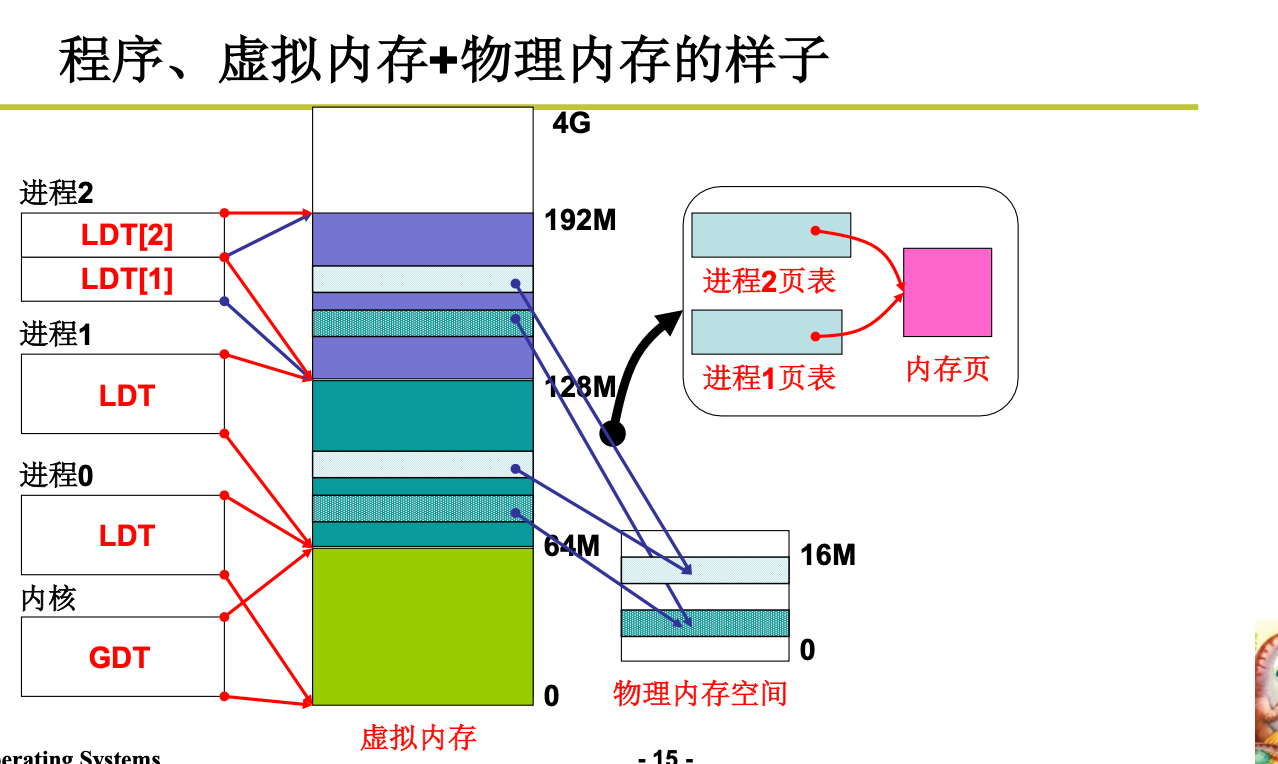 程序、虚拟内存+物理内存的样子
4G
进程2
LDT[2]
LDT[1]
192M
进程2页表
进程1页表
内存页
进程1
LDT
128M
进程0
LDT
64M
16M
内核
GDT
0
0
物理内存空间
虚拟内存
erating Systems
- 15 -